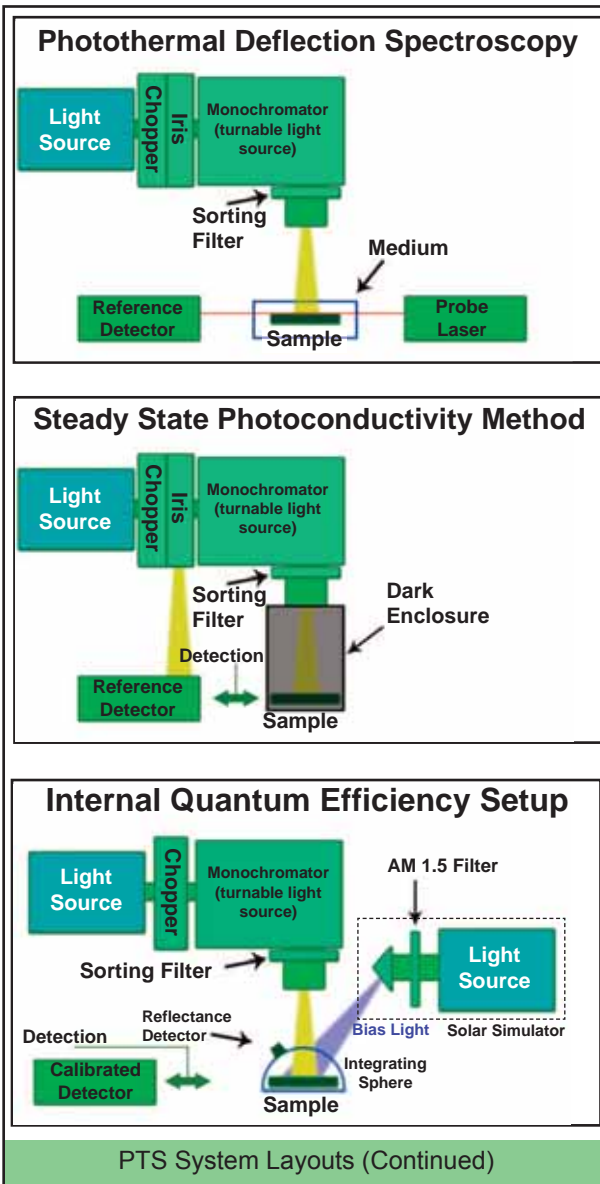 Photothermal Deflection Spectroscopy
Light
Source
Chopper
Iris
Monochromator
(turnable light
source)
Sorting
Filter
Medium
Reference
Detector
Probe
Laser
Sample
Steady State Photoconductivity Method
Light
Source
Chopper
Iris
Monochromator
(turnable light
source)
Sorting
Filter
Dark
Enclosure
Detection
Reference
Detector
Sample
Internal Quantum Efficiency Setup
Light
Source
Chopper
Monochromator
(turnable light
source)
AM 1.5 Filter
Light
Source
Sorting Filter
Bias Light
Solar Simulator
Reflectance
Detector
Detection
Integrating
Sphere
Calibrated
Detector
Sample
PTS System Layouts (Continued)